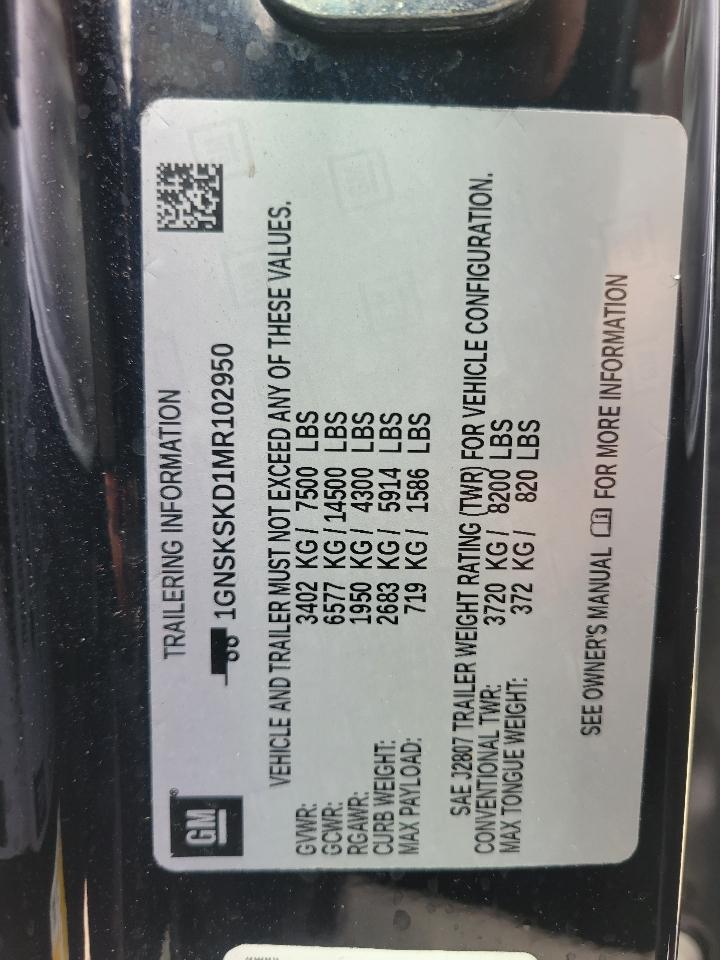 GM®
TRAILERING INFORMATION
1GNSKSKD1MR102950
VEHICLE AND TRAILER MUST NOT EXCEED ANY OF THESE VALUES.
GVWR: 3402 KG / 7500 LBS
GCWR: 6577 KG / 14500 LBS
RGAWR: 1950 KG / 4300 LBS
CURB WEIGHT: 2683 KG / 5914 LBS
MAX PAYLOAD: 719 KG / 1586 LBS
SAE J2807 TRAILER WEIGHT RATING (TWR) FOR VEHICLE CONFIGURATION.
CONVENTIONAL TWR: 3720 KG / 8200 LBS
MAX TONGUE WEIGHT: 372 KG / 820 LBS
SEE OWNER'S MANUAL FOR MORE INFORMATION